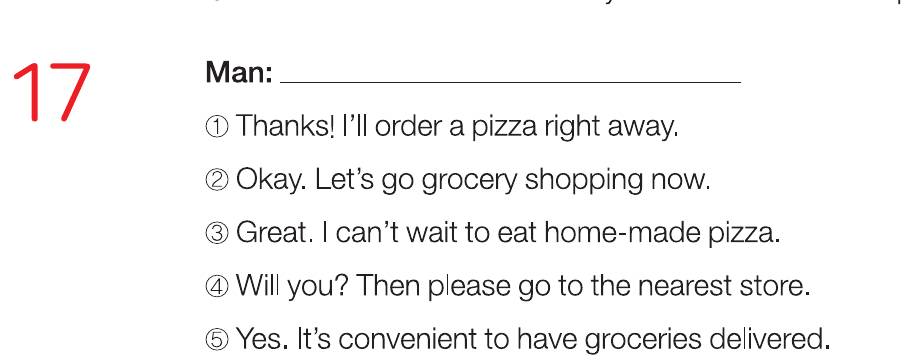 17
Man: ____________________
① Thanks! I'll order a pizza right away.
② Okay. Let's go grocery shopping now.
③ Great. I can't wait to eat home-made pizza.
④ Will you? Then please go to the nearest store.
⑤ Yes. It's convenient to have groceries delivered.